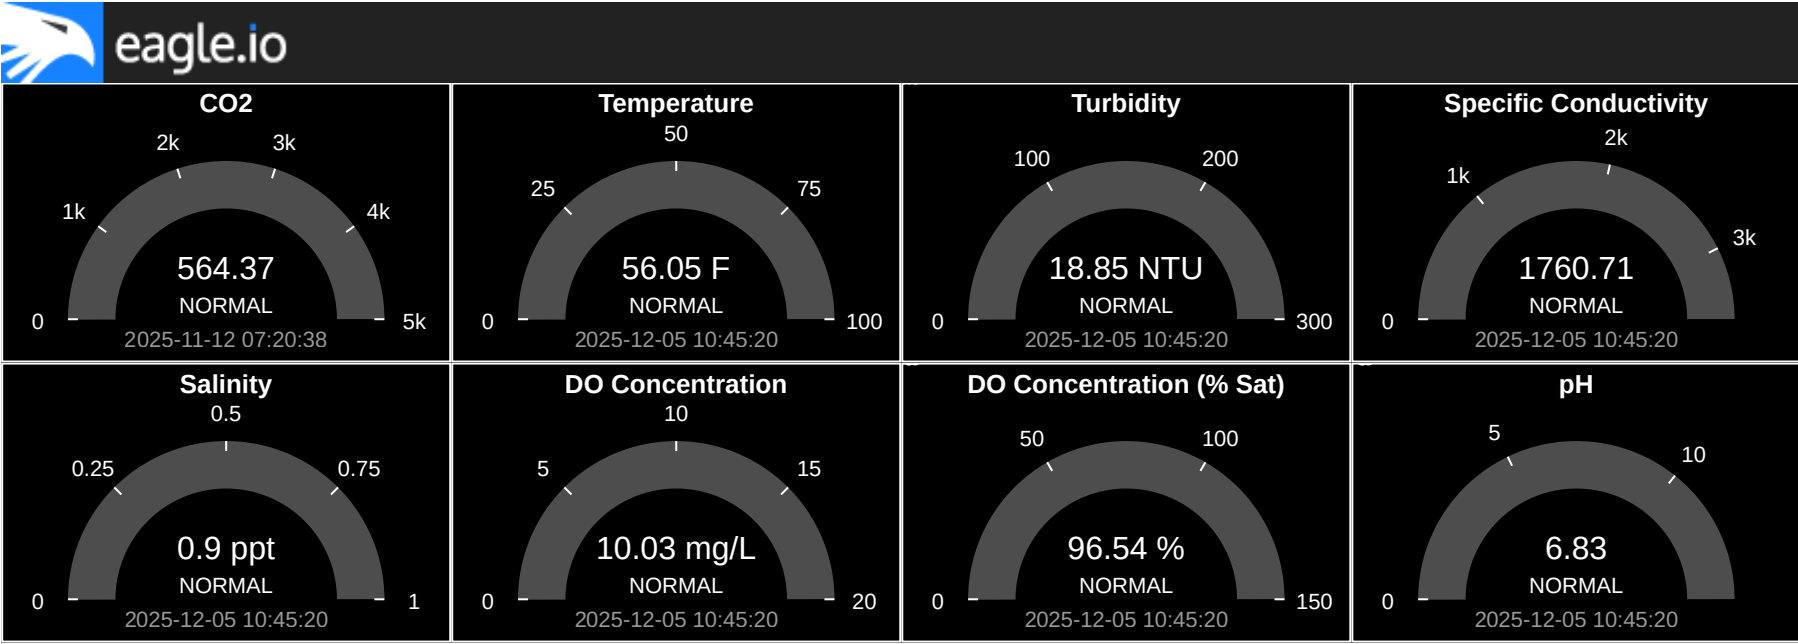 eagle.io
CO2
2k 3k
1k 4k
564.37
NORMAL
0 5k
2025-11-12 07:20:38
Temperature
50
25 75
56.05 F
NORMAL
0 100
2025-12-05 10:45:20
Turbidity
100 200
18.85 NTU
NORMAL
0 300
2025-12-05 10:45:20
Specific Conductivity
2k
1k
3k
1760.71
NORMAL
0
2025-12-05 10:45:20
Salinity
0.5
0.25 0.75
0.9 ppt
NORMAL
0 1
2025-12-05 10:45:20
DO Concentration
10
5 15
10.03 mg/L
NORMAL
0 20
2025-12-05 10:45:20
DO Concentration (% Sat)
50 100
96.54 %
NORMAL
0 150
2025-12-05 10:45:20
pH
5
10
6.83
NORMAL
0
2025-12-05 10:45:20